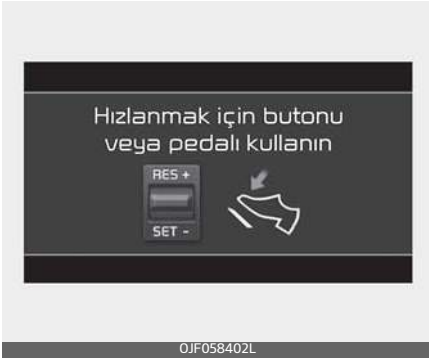 Hızlanmak için butonu
veya pedalı kullanın
RES +
SET -
OJF058402L